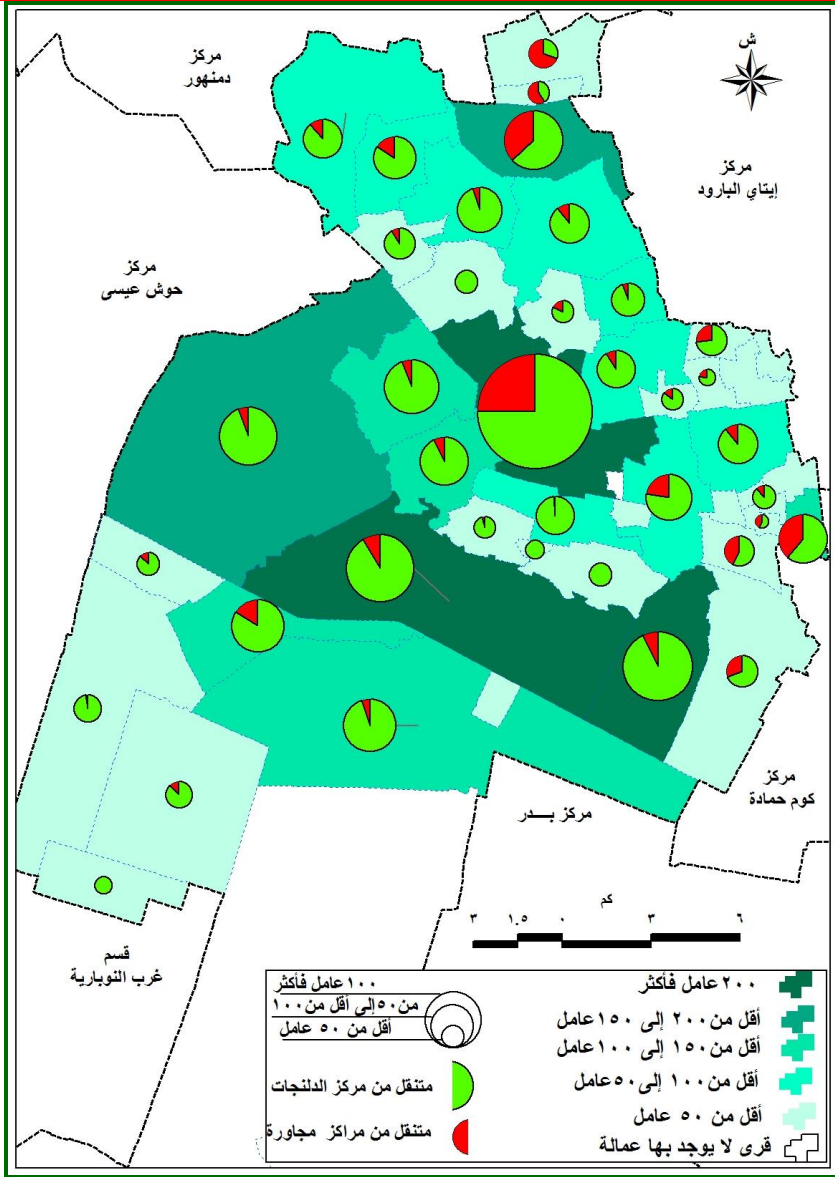 ش
مركز
دمنهور
مركز
إيتاي البارود
مركز
حوش عيسى
مركز
كوم حمادة
مركز بـــدر
كم
٣ ١.٥ ٠ ٣ ٦
قسم
غرب النوبارية
٢٠٠ عامل فأكثر
أقل من ٢٠٠ إلى ١٥٠ عامل
أقل من ١٥٠ إلى ١٠٠ عامل
أقل من ١٠٠ إلى ٥٠ عامل
أقل من ٥٠ عامل
قرى لا يوجد بها عمالة
١٠٠ عامل فأكثر
من ٥٠ إلى أقل من ١٠٠
أقل من ٥٠ عامل
متنقل من مركز الدلنجات
متنقل من مراكز مجاورة